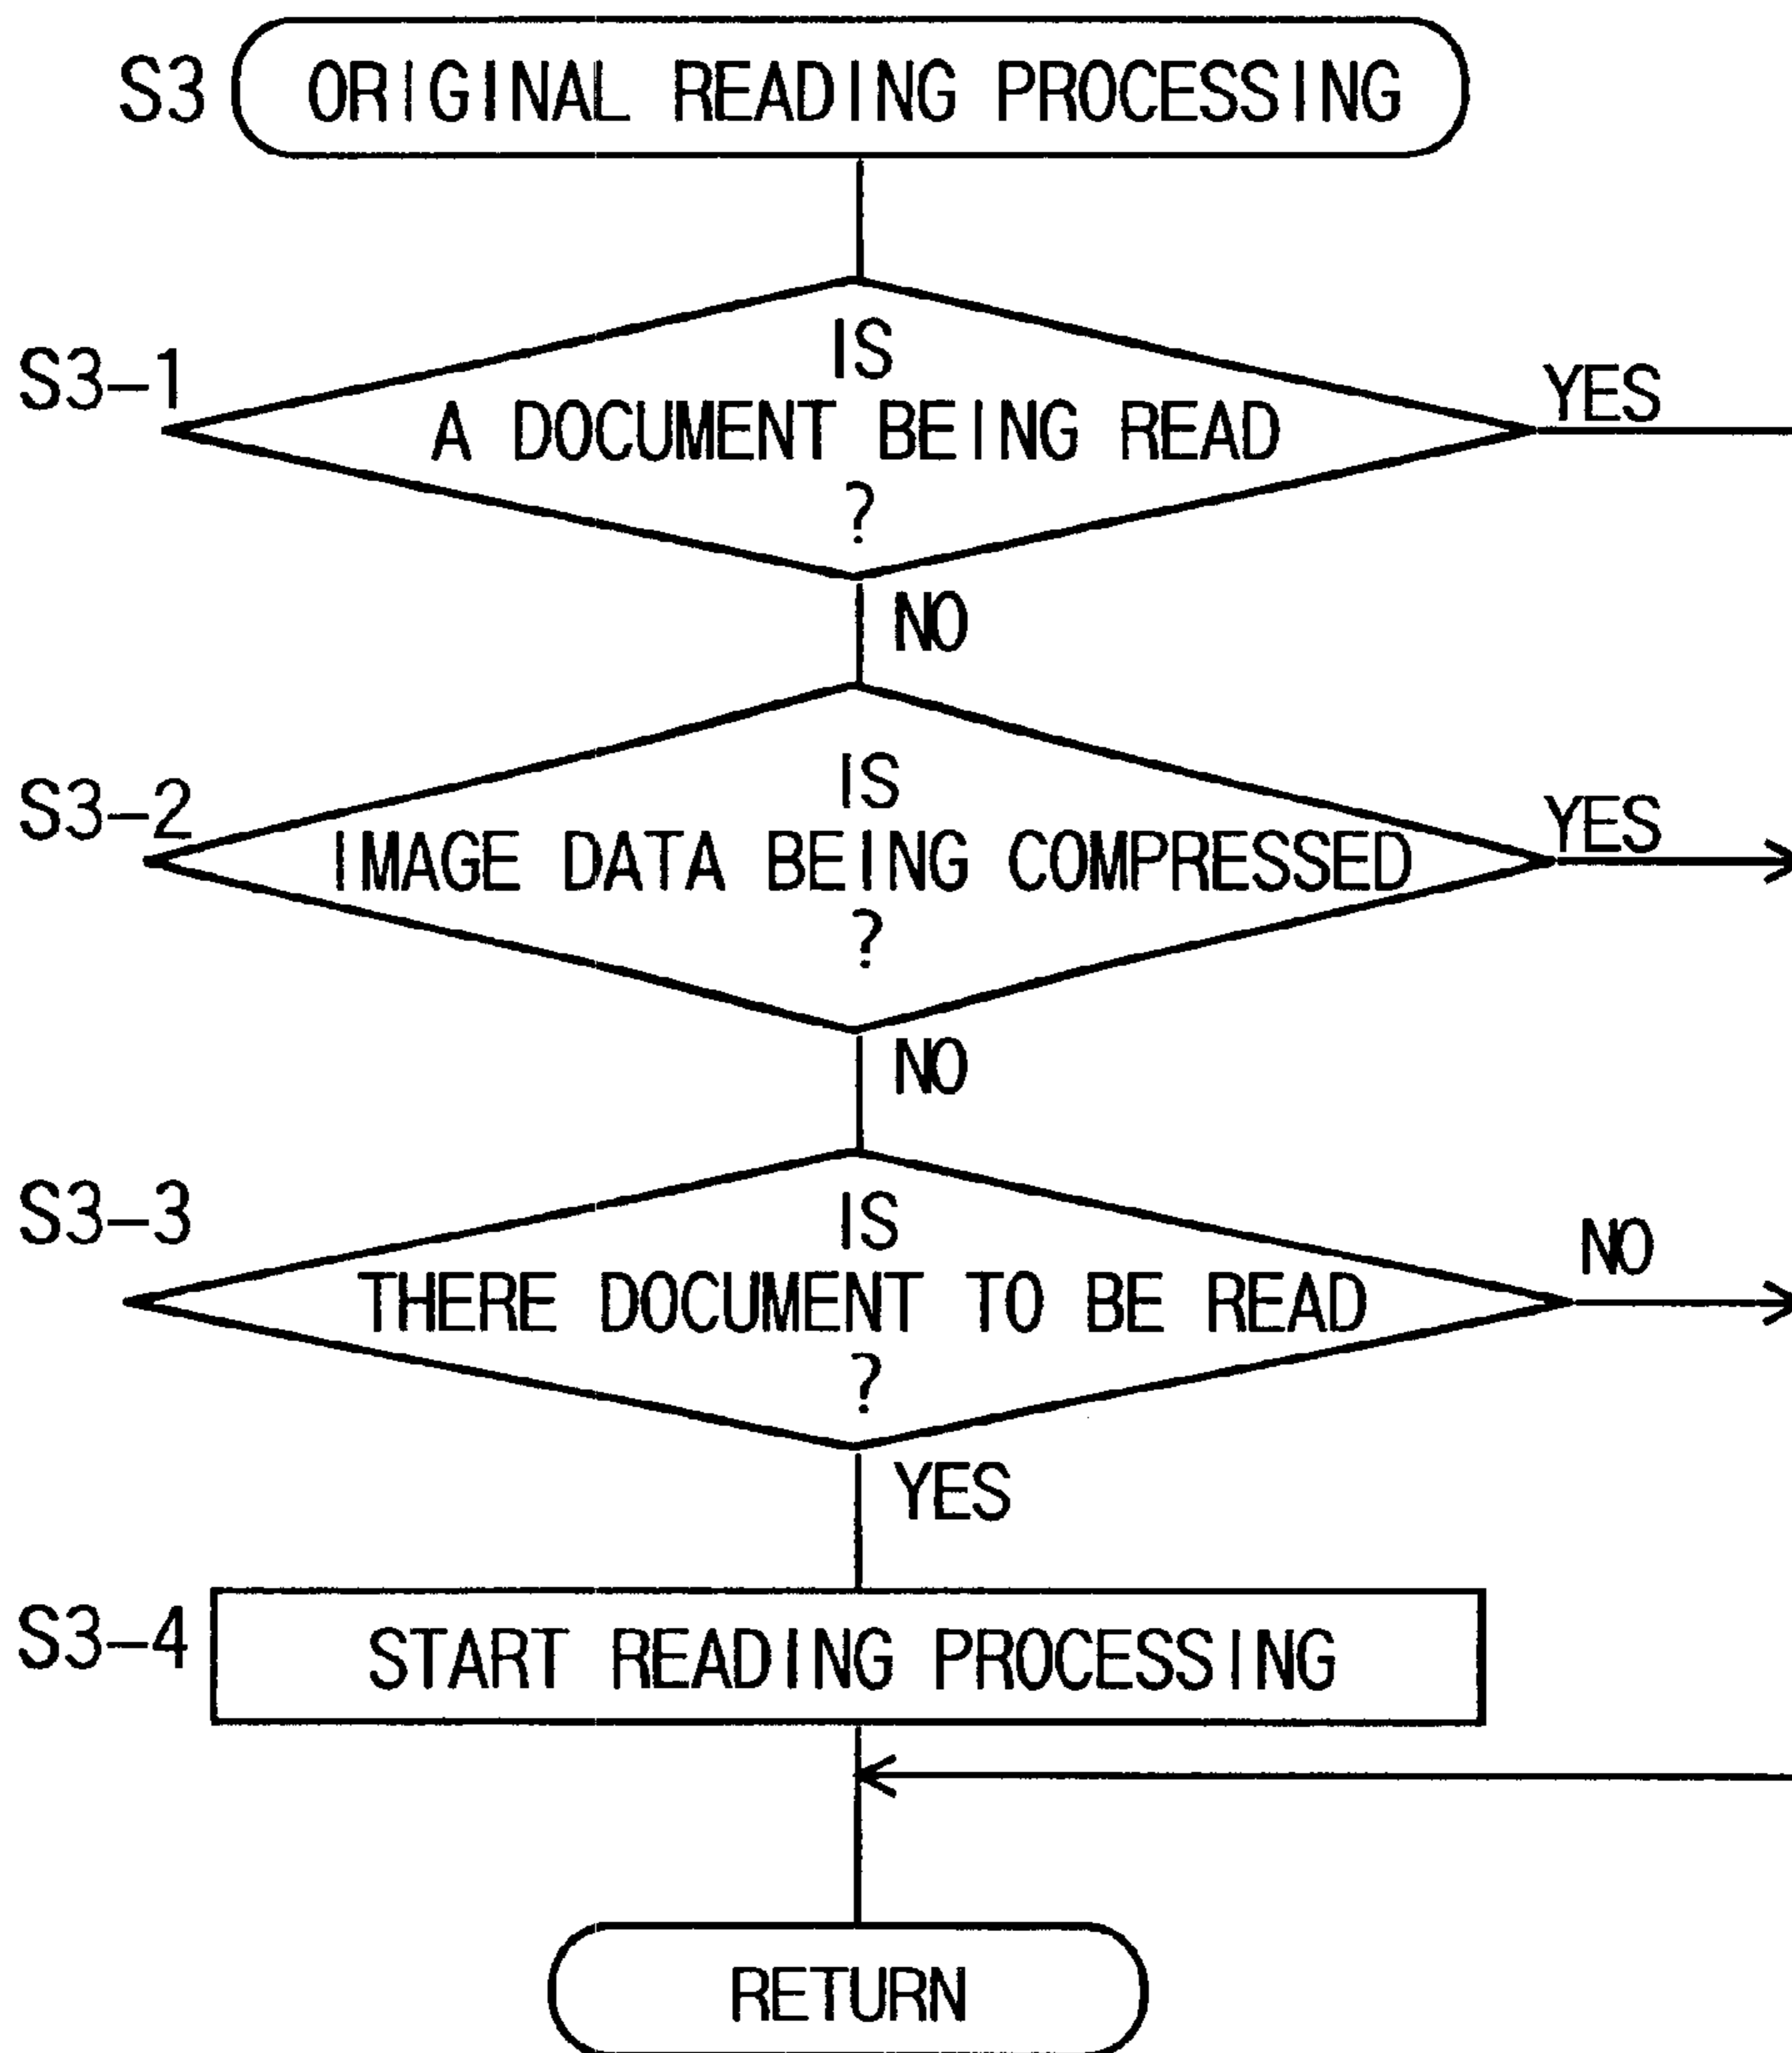 S3 ORIGINAL READING PROCESSING
S3-1
IS
A DOCUMENT BEING READ
?
YES
NO
S3-2
IS
IMAGE DATA BEING COMPRESSED
?
YES
NO
S3-3
IS
THERE DOCUMENT TO BE READ
?
NO
YES
S3-4
START READING PROCESSING
RETURN